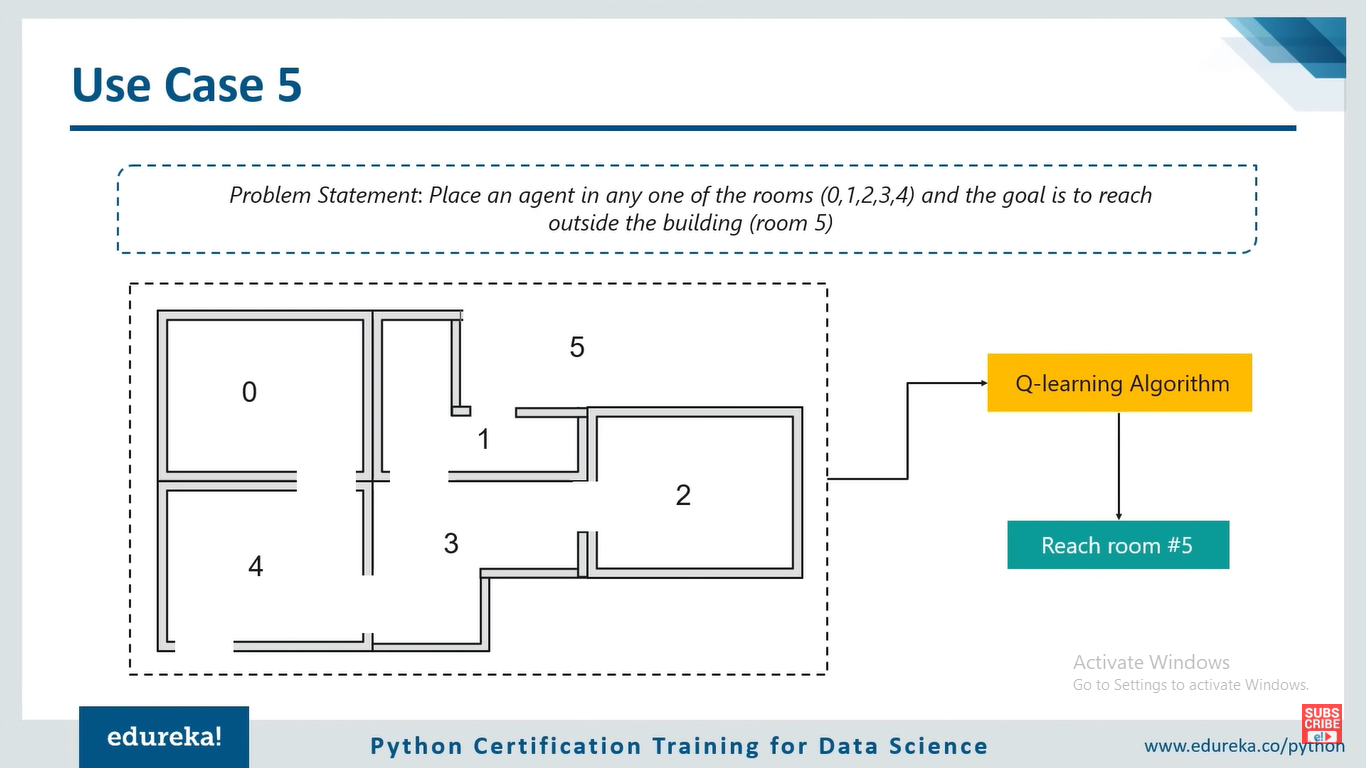 Use Case 5
Problem Statement: Place an agent in any one of the rooms (0,1,2,3,4) and the goal is to reach
outside the building (room 5)
5
0
1
2
3
4
Q-learning Algorithm
Reach room #5
Activate Windows
Go to Settings to activate Windows.
SUBS
CRIBE
e!
edureka!
Python Certification Training for Data Science
www.edureka.co/python